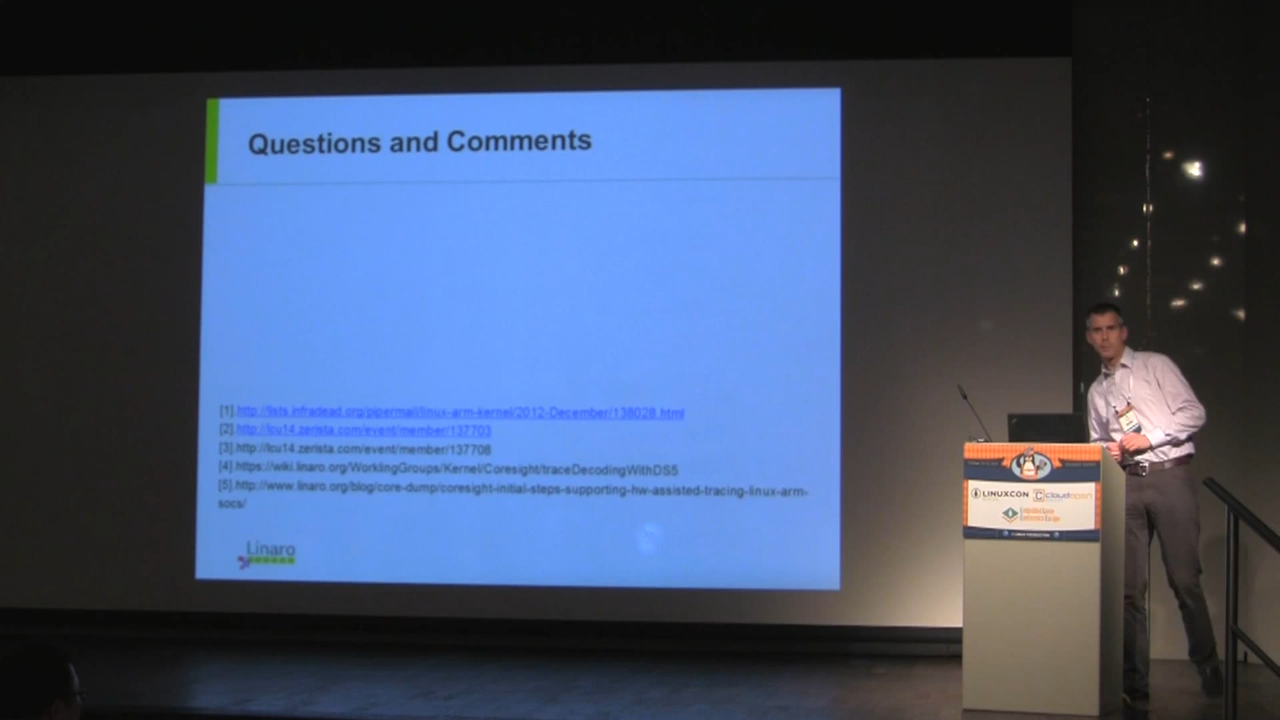 Questions and Comments
[1].http://lists.infradead.org/pipermail/linux-arm-kernel/2012-December/138028.html
[2].http://lcu14.zerista.com/event/member/137703
[3].http://lcu14.zerista.com/event/member/137708
[4].https://wiki.linaro.org/WorkingGroups/Kernel/Coresight/traceDecodingWithDS5
[5].http://www.linaro.org/blog/core-dump/coresight-initial-steps-supporting-hw-assisted-tracing-linux-arm-
socs/
Linaro
LINUXCON
cloudopen